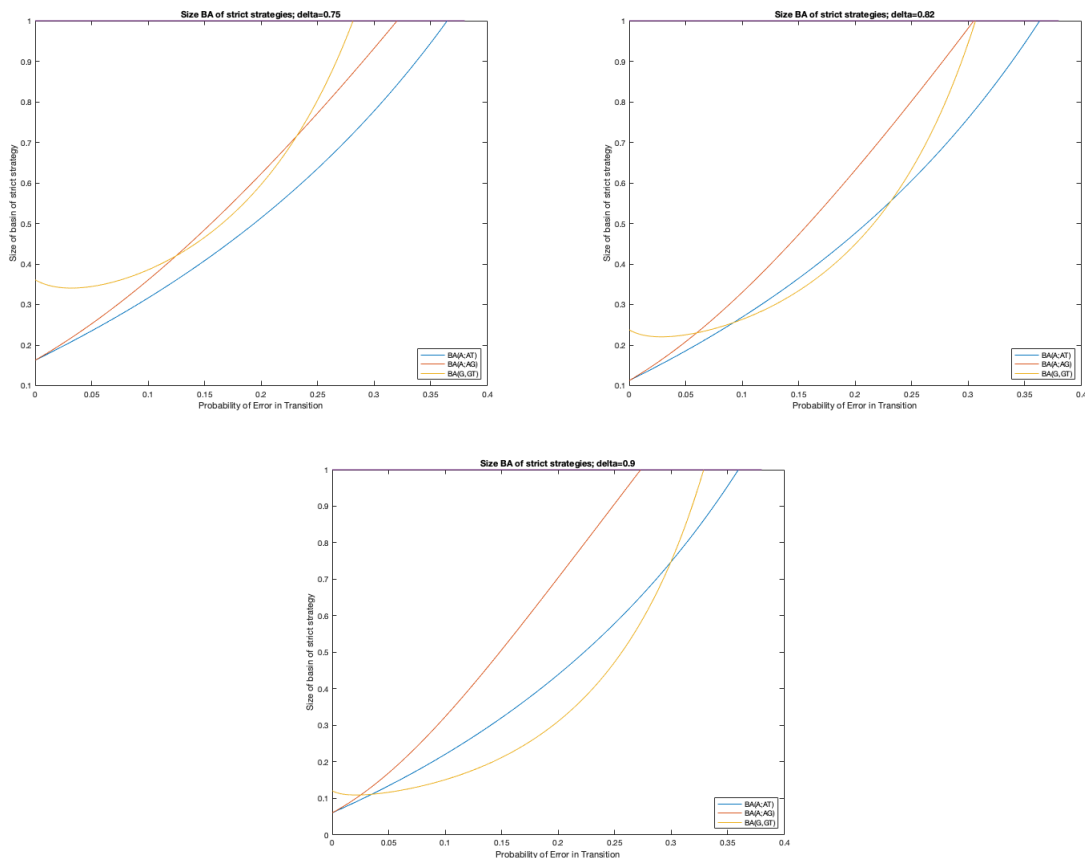 Size BA of strict strategies; delta=0.75
1
0.9
0.8
0.7
0.6
0.5
0.4
0.3
0.2
0.1
Size of basin of strict strategy
0 0.05 0.1 0.15 0.2 0.25 0.3 0.35 0.4
Probability of Error in Transition
BA(A;AT)
BA(A;AG)
BA(G,GT)
Size BA of strict strategies; delta=0.82
1
0.9
0.8
0.7
0.6
0.5
0.4
0.3
0.2
0.1
Size of basin of strict strategy
0 0.05 0.1 0.15 0.2 0.25 0.3 0.35 0.4
Probability of Error in Transition
BA(A;AT)
BA(A;AG)
BA(G,GT)
Size BA of strict strategies; delta=0.9
1
0.9
0.8
0.7
0.6
0.5
0.4
0.3
0.2
0.1
0
Size of basin of strict strategy
0 0.05 0.1 0.15 0.2 0.25 0.3 0.35 0.4
Probability of Error in Transition
BA(A;AT)
BA(A;AG)
BA(G,GT)